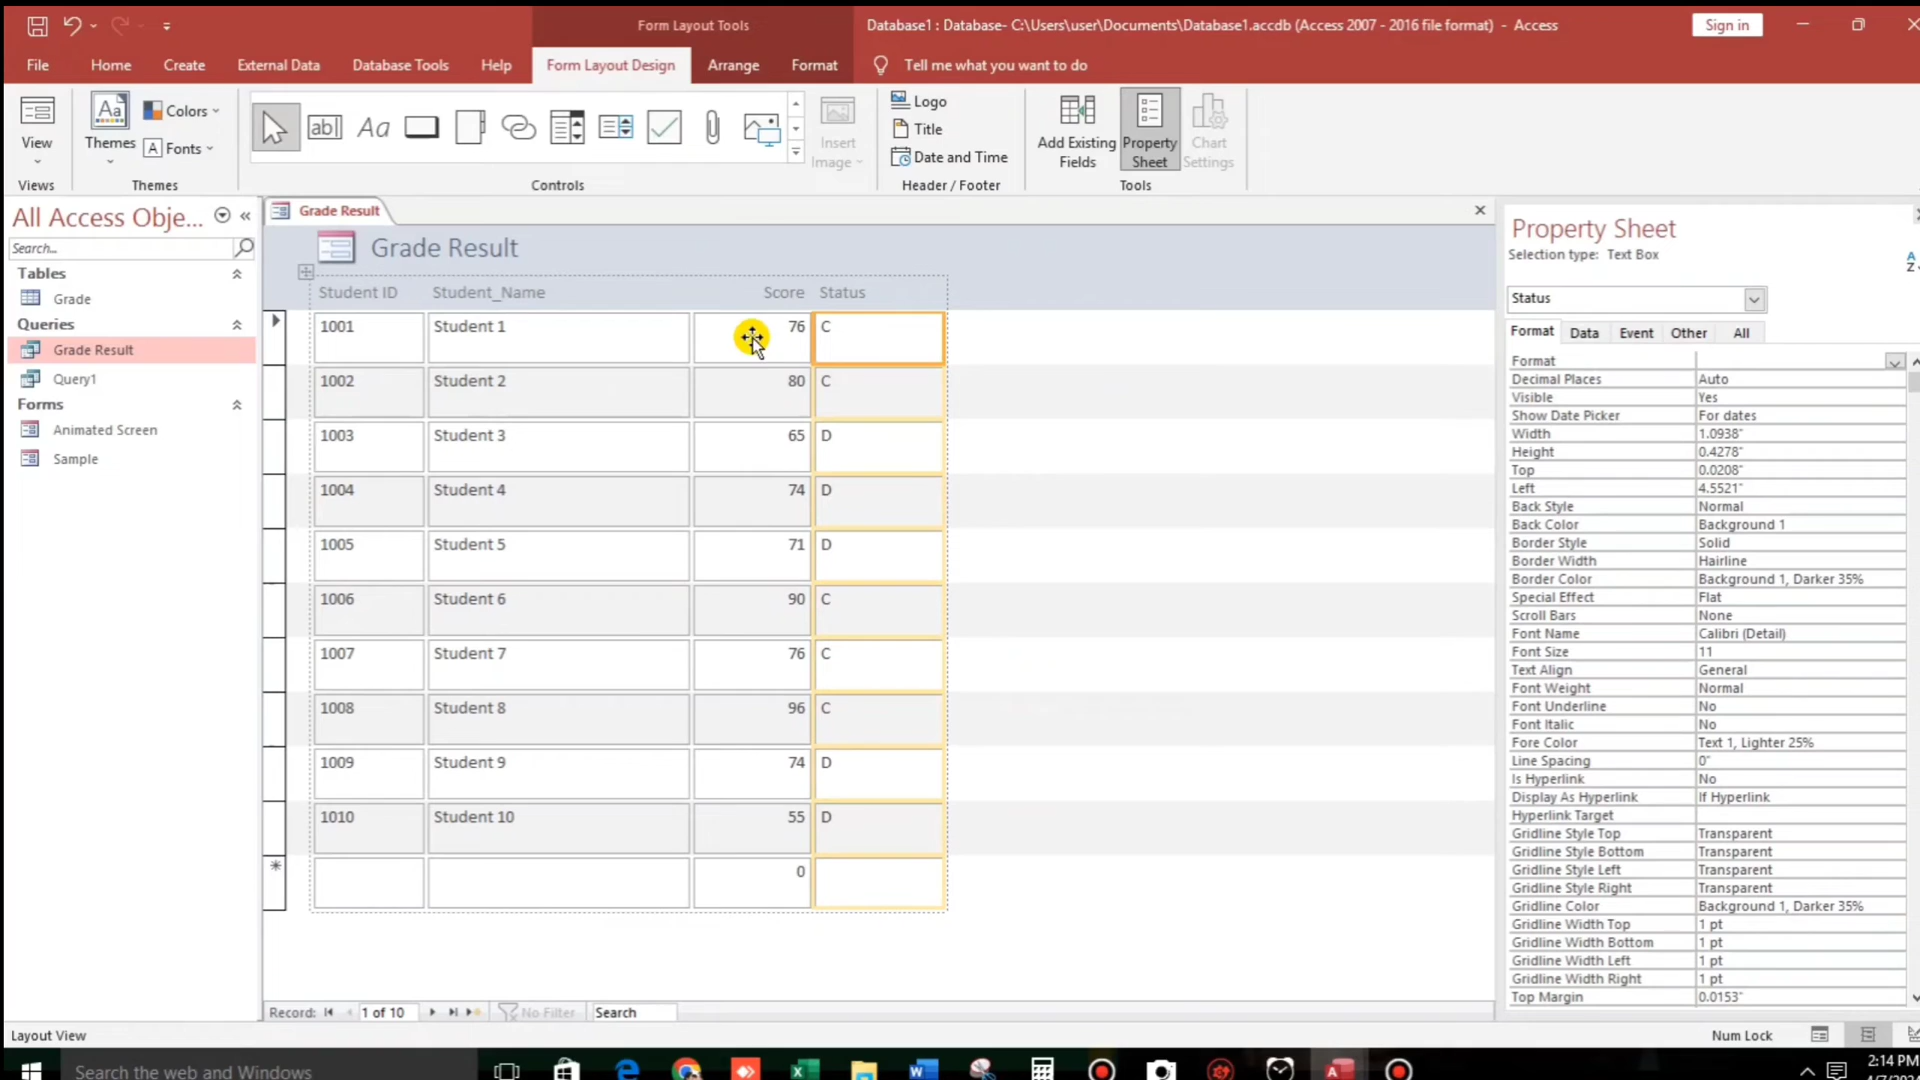 Form Layout Tools
Database1 : Database- C:\Users\user\Documents\Database1.accdb (Access 2007 - 2016 file format) - Access
Sign in
File
Home
Create
External Data
Database Tools
Help
Form Layout Design
Arrange
Format
Tell me what you want to do
View
Themes
Aa
Colors
A Fonts
ab|
Aa
Insert Image
Logo
Title
Date and Time
Add Existing Fields
Property Sheet
Chart Settings
Views
Themes
Controls
Header / Footer
Tools
All Access Obje...
Search...
Tables
Grade
Queries
Grade Result
Query1
Forms
Animated Screen
Sample
Grade Result
Grade Result
Student ID Student_Name Score Status
1001 Student 1 76 C
1002 Student 2 80 C
1003 Student 3 65 D
1004 Student 4 74 D
1005 Student 5 71 D
1006 Student 6 90 C
1007 Student 7 76 C
1008 Student 8 96 C
1009 Student 9 74 D
1010 Student 10 55 D
0
Record: 1 of 10 No Filter Search
Property Sheet
Selection type: Text Box
A
Z
Status
Format Data Event Other All
Format
Decimal Places Auto
Visible Yes
Show Date Picker For dates
Width 1.0938"
Height 0.4278"
Top 0.0208"
Left 4.5521"
Back Style Normal
Back Color Background 1
Border Style Solid
Border Width Hairline
Border Color Background 1, Darker 35%
Special Effect Flat
Scroll Bars None
Font Name Calibri (Detail)
Font Size 11
Text Align General
Font Weight Normal
Font Underline No
Font Italic No
Fore Color Text 1, Lighter 25%
Line Spacing 0"
Is Hyperlink No
Display As Hyperlink If Hyperlink
Hyperlink Target
Gridline Style Top Transparent
Gridline Style Bottom Transparent
Gridline Style Left Transparent
Gridline Style Right Transparent
Gridline Color Background 1, Darker 35%
Gridline Width Top 1 pt
Gridline Width Bottom 1 pt
Gridline Width Left 1 pt
Gridline Width Right 1 pt
Top Margin 0.0153"
Layout View
Num Lock
Search the web and Windows
2:14 PM